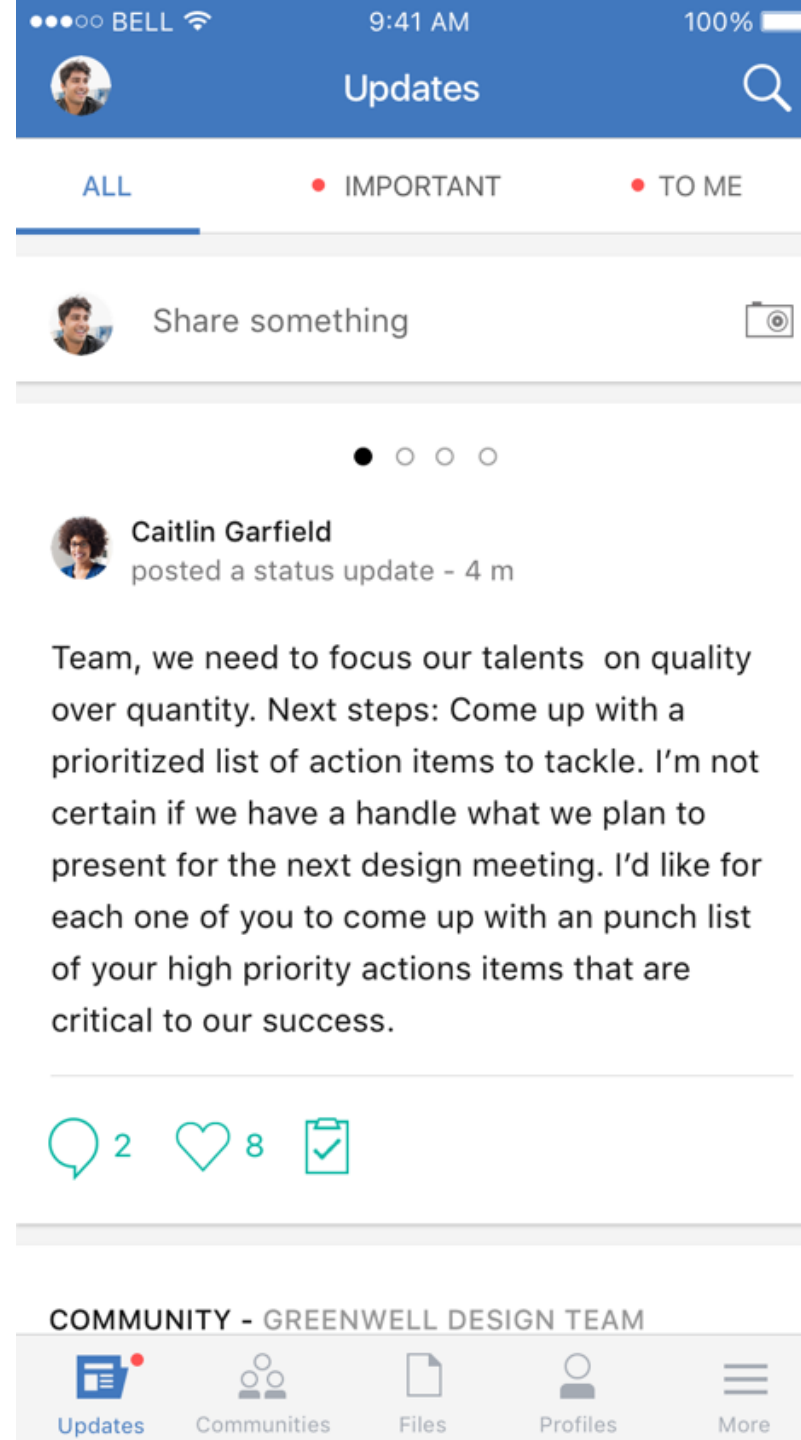 BELL 9:41 AM 100%
Updates
ALL IMPORTANT TO ME
Share something
Caitlin Garfield
posted a status update - 4 m
Team, we need to focus our talents  on quality
over quantity. Next steps: Come up with a
prioritized list of action items to tackle. I’m not
certain if we have a handle what we plan to
present for the next design meeting. I’d like for
each one of you to come up with an punch list
of your high priority actions items that are
critical to our success.
2 8
COMMUNITY - GREENWELL DESIGN TEAM
Updates Communities Files Profiles More